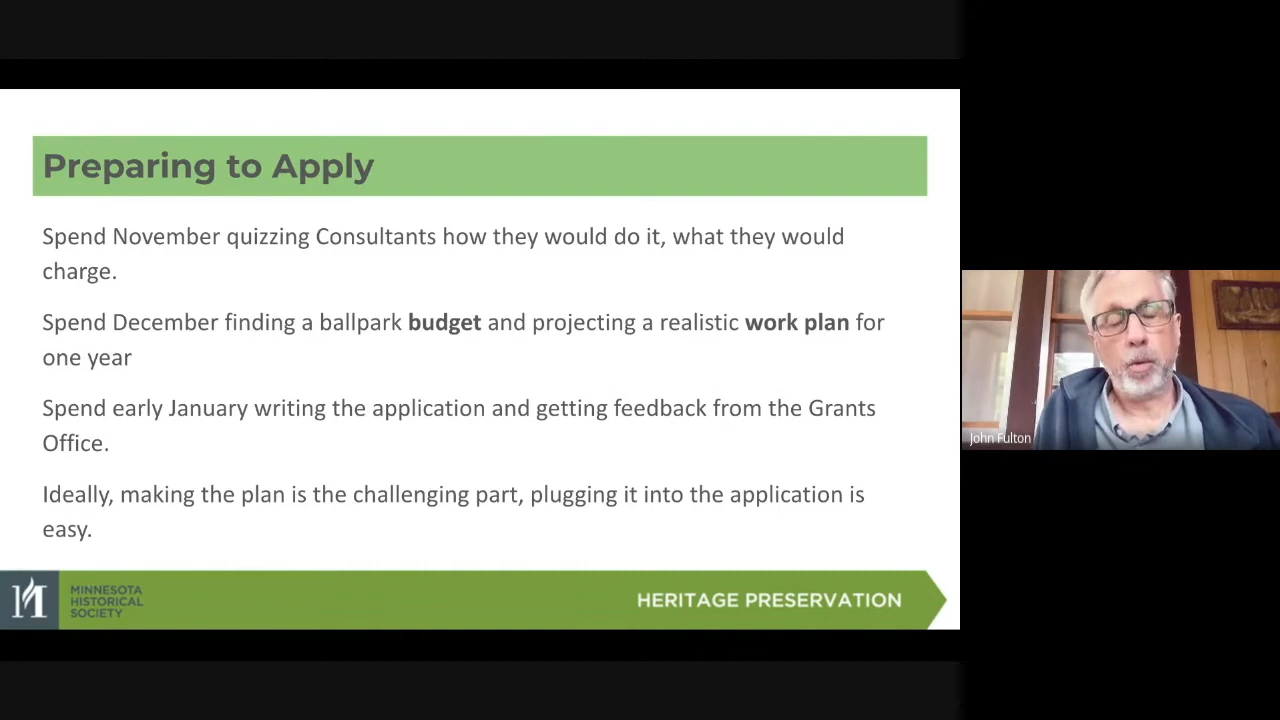 Preparing to Apply
Spend November quizzing Consultants how they would do it, what they would
charge.
Spend December finding a ballpark budget and projecting a realistic work plan for
one year
Spend early January writing the application and getting feedback from the Grants
Office.
Ideally, making the plan is the challenging part, plugging it into the application is
easy.
MINNESOTA
HISTORICAL
SOCIETY
HERITAGE PRESERVATION
John Fulton